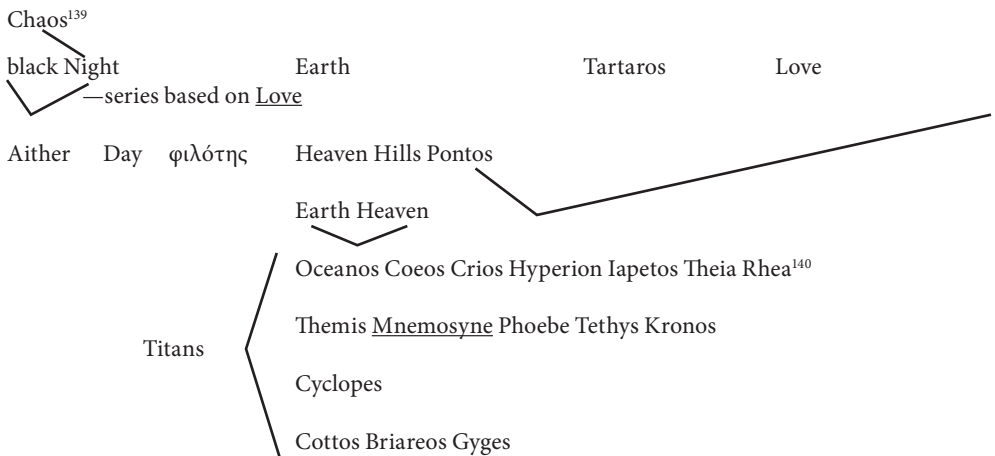 Chaos¹³⁹
black Night Earth Tartaros Love
—series based on Love
Aither Day φιλότης Heaven Hills Pontos
Earth Heaven
Oceanos Coeos Crios Hyperion Iapetos Theia Rhea¹⁴⁰
Themis Mnemosyne Phoebe Tethys Kronos
Titans
Cyclopes
Cottos Briareos Gyges